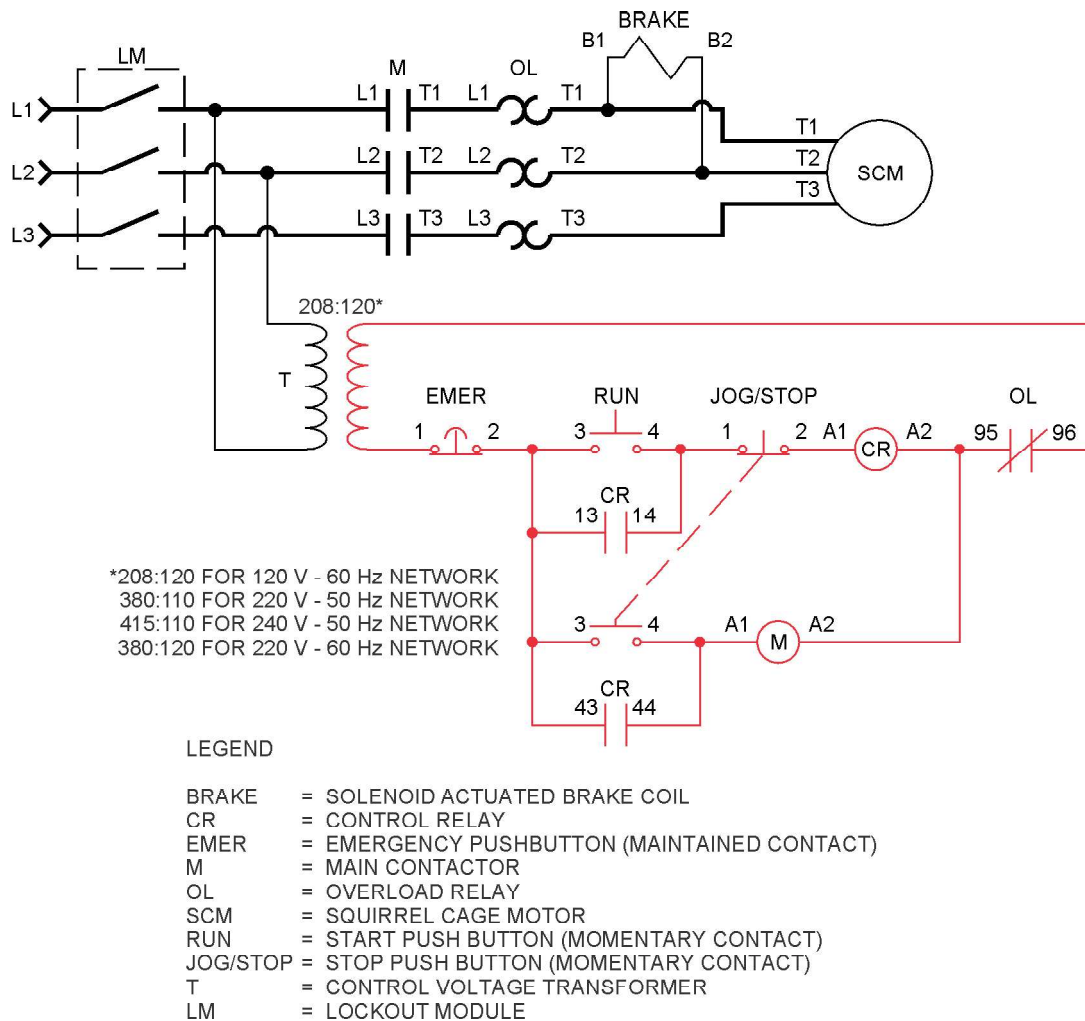 BRAKE
B1 B2
LM
M OL
L1 L1 T1 L1 T1 T1
L2 L2 T2 L2 T2 T2
SCM
L3 L3 T3 L3 T3 T3
208:120*
T
EMER RUN JOG/STOP OL
1 2 3 4 1 2 A1 CR A2 95 96
CR
13 14
*208:120 FOR 120 V - 60 Hz NETWORK
380:110 FOR 220 V - 50 Hz NETWORK
415:110 FOR 240 V - 50 Hz NETWORK
380:120 FOR 220 V - 60 Hz NETWORK
3 4 A1 M A2
CR
43 44
LEGEND
BRAKE = SOLENOID ACTUATED BRAKE COIL
CR = CONTROL RELAY
EMER = EMERGENCY PUSHBUTTON (MAINTAINED CONTACT)
M = MAIN CONTACTOR
OL = OVERLOAD RELAY
SCM = SQUIRREL CAGE MOTOR
RUN = START PUSH BUTTON (MOMENTARY CONTACT)
JOG/STOP = STOP PUSH BUTTON (MOMENTARY CONTACT)
T = CONTROL VOLTAGE TRANSFORMER
LM = LOCKOUT MODULE